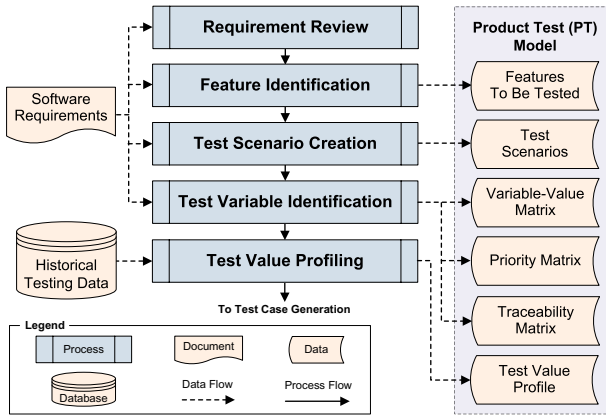 Requirement Review
Feature Identification
Test Scenario Creation
Test Variable Identification
Test Value Profiling
To Test Case Generation
Software
Requirements
Historical
Testing Data
Product Test (PT)
Model
Features
To Be Tested
Test
Scenarios
Variable-Value
Matrix
Priority Matrix
Traceability
Matrix
Test Value
Profile
Legend
Process
Document
Data
Database
Data Flow
Process Flow